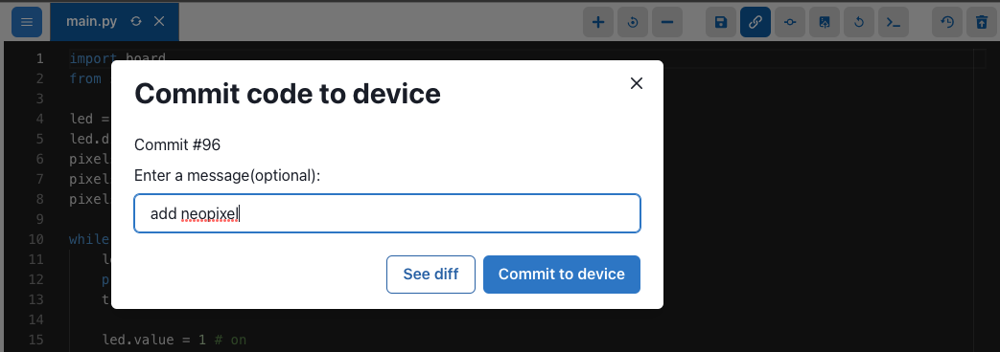 main.py
1 import board
2 from
3
4 led =
5 led.d
6 pixel
7 pixel
8 pixel
9
10 while
11
12
13
14
15 led.value = 1 # on
Commit code to device
Commit #96
Enter a message(optional):
add neopixel
See diff
Commit to device